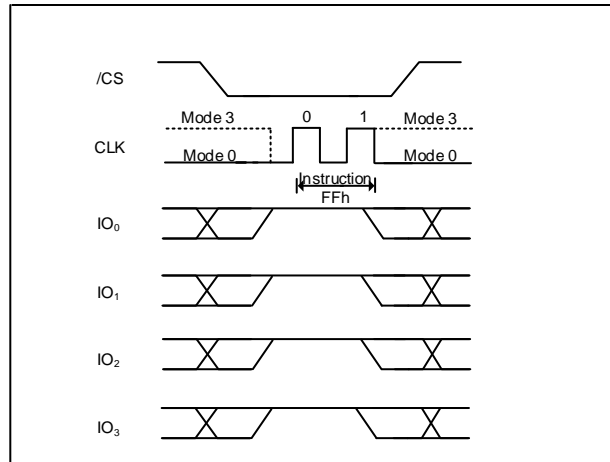 /CS
Mode 3 0 1 Mode 3
CLK
Mode 0 Mode 0
Instruction
FFh
IO₀
IO₁
IO₂
IO₃